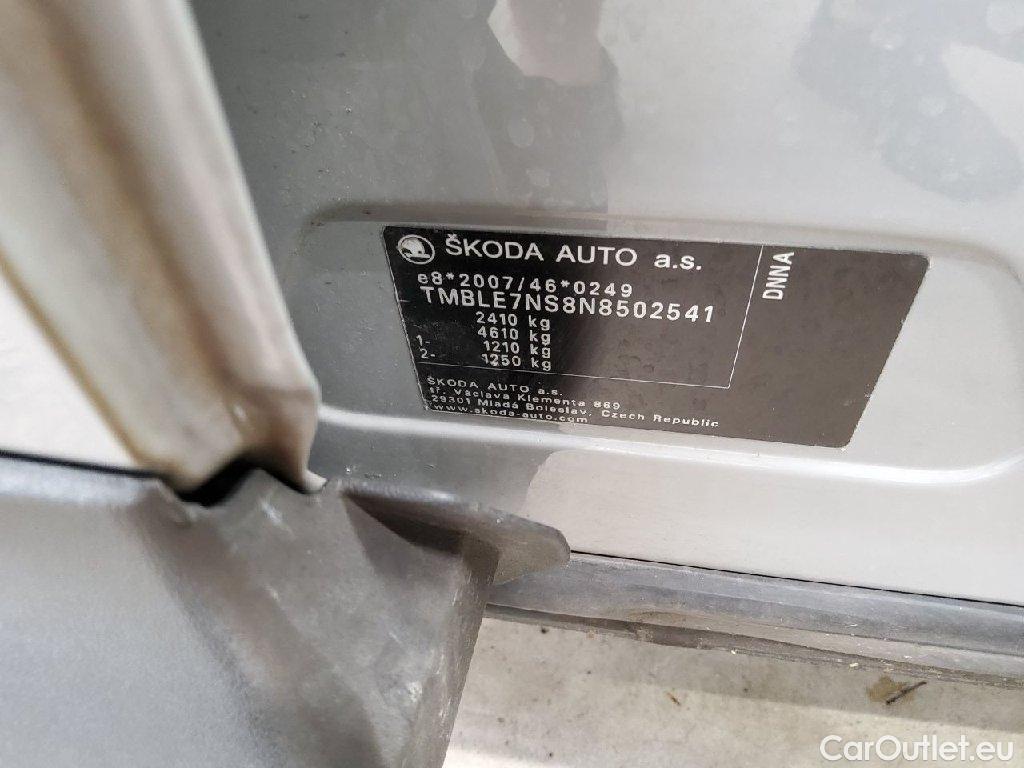 ŠKODA AUTO a.s.
e8*2007/46*0249
TMBLE7NS8N8502541
2410 kg
4610 kg
1- 1210 kg
2- 1250 kg
DNNA
ŠKODA AUTO a.s.
tř. Václava Klementa 869
29301 Mladá Boleslav, Czech Republic
www.skoda-auto.com
CarOutlet.eu